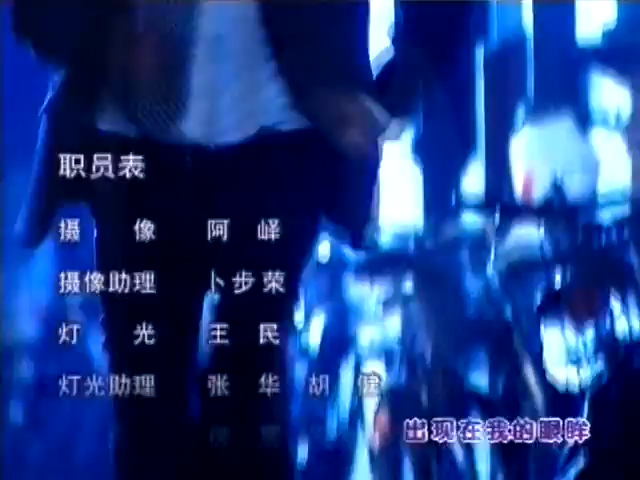 职员表
摄 像 阿 峄
摄像助理 卜步荣
灯 光 王 民
灯光助理 张 华 胡 健
出现在我的眼眸